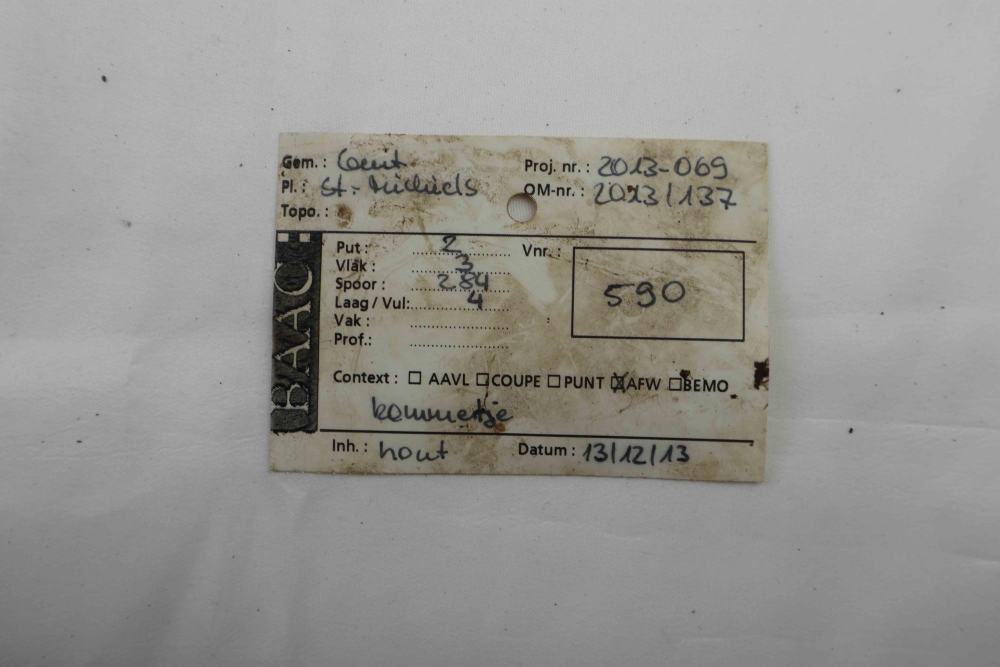 Gem.: Gent Proj. nr.: 2013-069
Pl.: St-Michiels OM-nr.: 2013/137
Topo.:
BAAC
Put: 2 Vnr.: 590
Vlak: 3
Spoor: 284
Laag / Vul: 4
Vak:
Prof.:
Context: ☐ AAVL ☐ COUPE ☐ PUNT ☒ AFW ☐ BEMO
kommetje
Inh.: hout Datum: 13/12/13